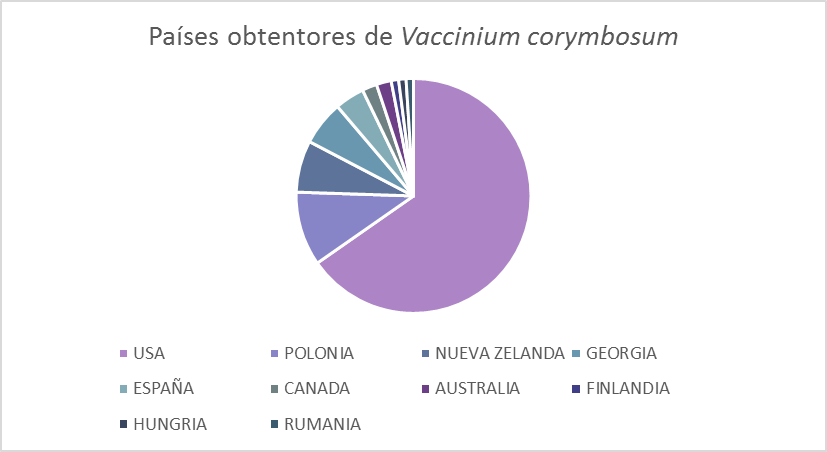 Países obtentores de Vaccinium corymbosum
USA POLONIA NUEVA ZELANDA GEORGIA
ESPAÑA CANADA AUSTRALIA FINLANDIA
HUNGRIA RUMANIA